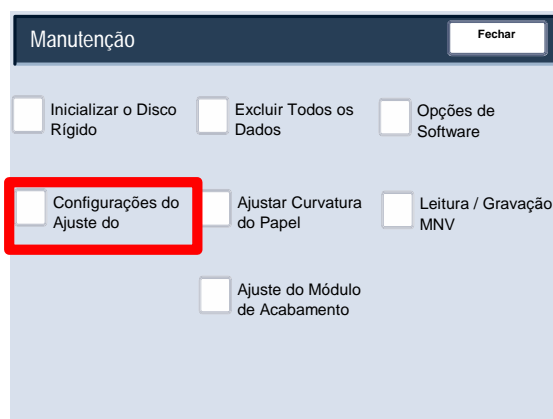 Manutenção
Fechar
Inicializar o Disco
Rígido
Excluir Todos os
Dados
Opções de
Software
Configurações do
Ajuste do
Ajustar Curvatura
do Papel
Leitura / Gravação
MNV
Ajuste do Módulo
de Acabamento